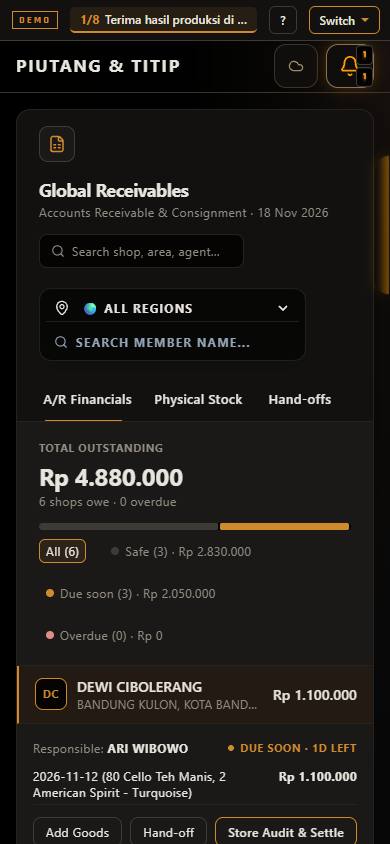 DEMO
1/8 Terima hasil produksi di ...
?
Switch
PIUTANG & TITIP
1
1
Global Receivables
Accounts Receivable & Consignment · 18 Nov 2026
Search shop, area, agent...
ALL REGIONS
SEARCH MEMBER NAME...
A/R Financials Physical Stock Hand-offs
TOTAL OUTSTANDING
Rp 4.880.000
6 shops owe · 0 overdue
All (6) Safe (3) · Rp 2.830.000
Due soon (3) · Rp 2.050.000
Overdue (0) · Rp 0
DC
DEWI CIBOLERANG
BANDUNG KULON, KOTA BAND...
Rp 1.100.000
Responsible: ARI WIBOWO
DUE SOON · 1D LEFT
2026-11-12 (80 Cello Teh Manis, 2
American Spirit - Turquoise)
Rp 1.100.000
Add Goods Hand-off Store Audit & Settle